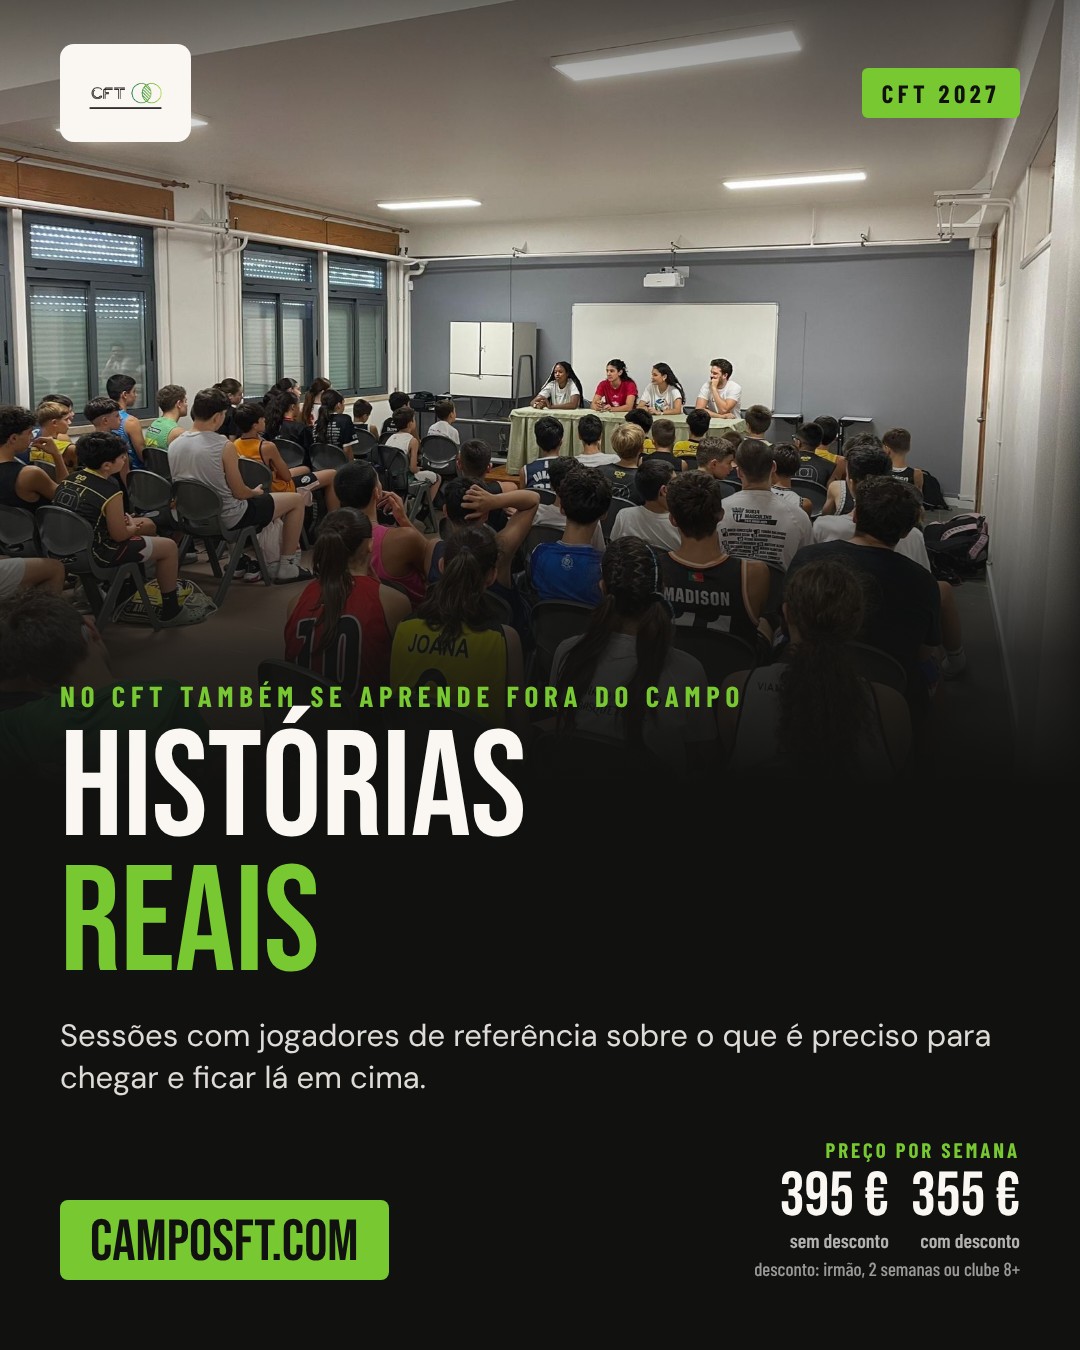 CFT
CFT 2027
MADISON
JOANA
10
NO CFT TAMBÉM SE APRENDE FORA DO CAMPO
HISTÓRIAS
REAIS
Sessões com jogadores de referência sobre o que é preciso para
chegar e ficar lá em cima.
PREÇO POR SEMANA
395 € 355 €
sem desconto com desconto
desconto: irmão, 2 semanas ou clube 8+
CAMPOSFT.COM